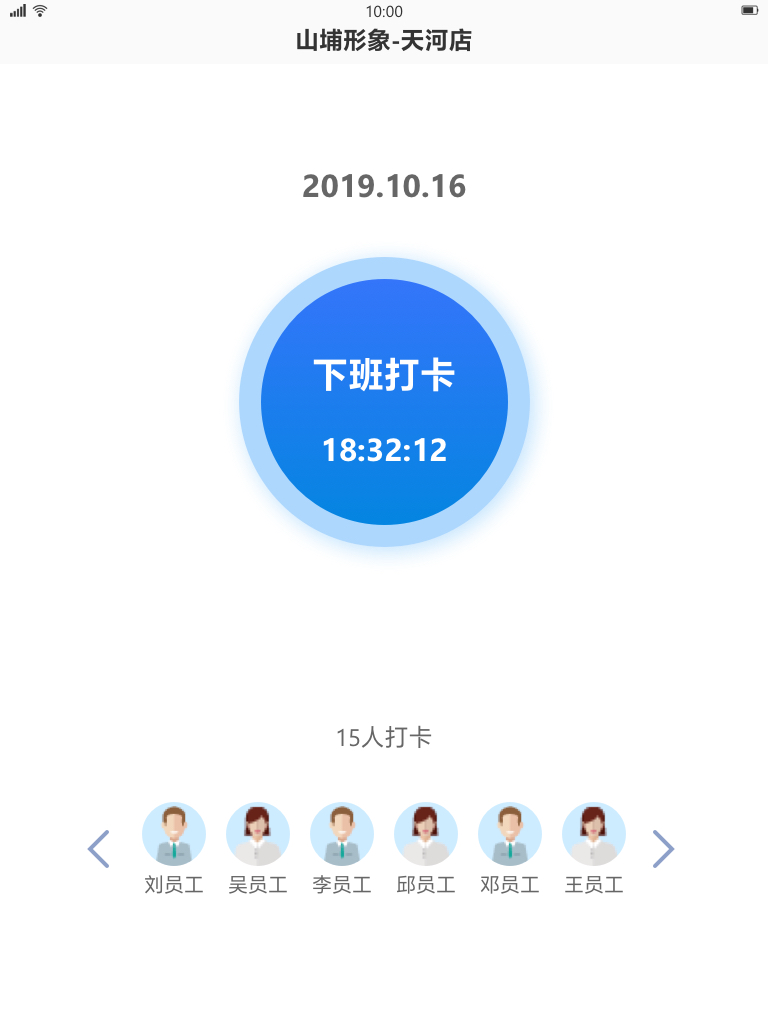 10:00
山埔形象-天河店
2019.10.16
下班打卡
18:32:12
15人打卡
刘员工 吴员工 李员工 邱员工 邓员工 王员工